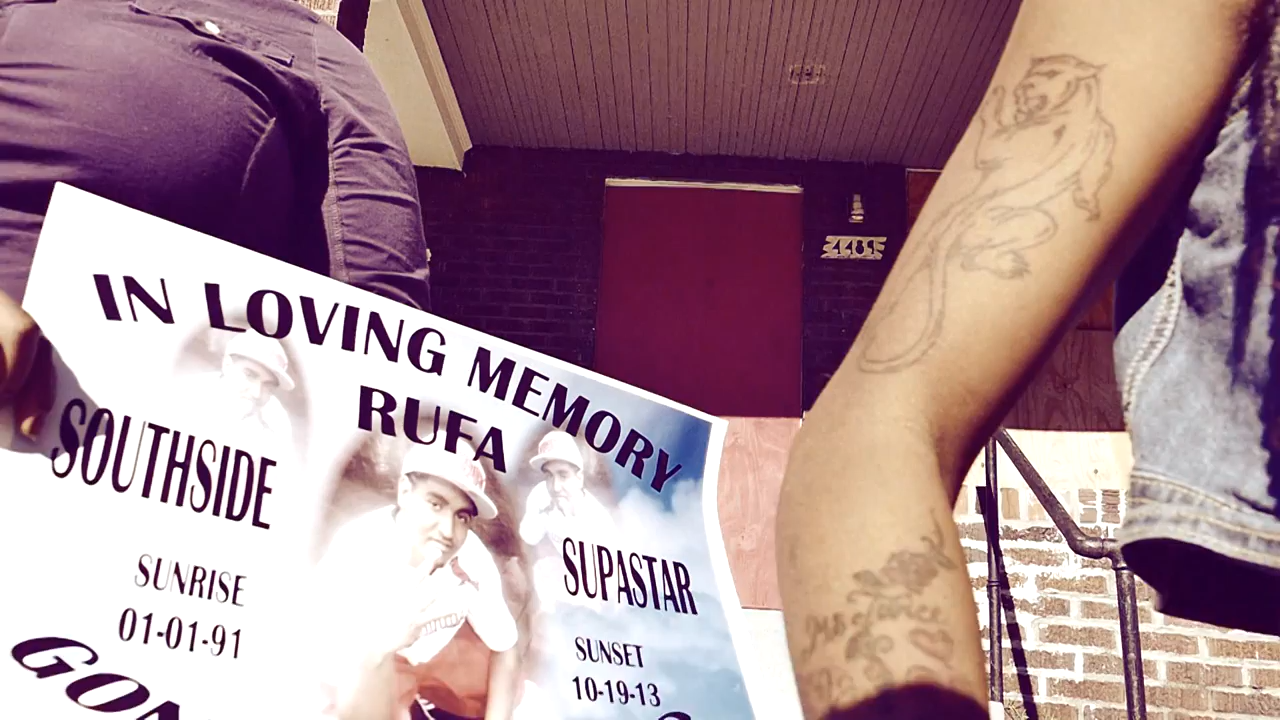 IN LOVING MEMORY
RUFA
SOUTHSIDE
SUPASTAR
SUNRISE
01-01-91
SUNSET
10-19-13